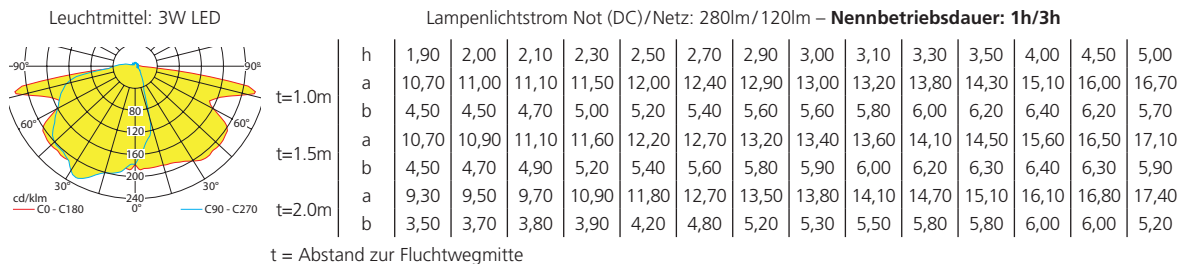 Leuchtmittel: 3W LED
Lampenlichtstrom Not (DC)/Netz: 280lm/120lm – Nennbetriebsdauer: 1h/3h
-90° 90°
60° 60°
30° 30°
80
120
160
200
240
0°
cd/klm
C0 - C180 C90 - C270
h 1,90 2,00 2,10 2,30 2,50 2,70 2,90 3,00 3,10 3,30 3,50 4,00 4,50 5,00
t=1.0m
a 10,70 11,00 11,10 11,50 12,00 12,40 12,90 13,00 13,20 13,80 14,30 15,10 16,00 16,70
b 4,50 4,50 4,70 5,00 5,20 5,40 5,60 5,60 5,80 6,00 6,20 6,40 6,20 5,70
t=1.5m
a 10,70 10,90 11,10 11,60 12,20 12,70 13,20 13,40 13,60 14,10 14,50 15,60 16,50 17,10
b 4,50 4,70 4,90 5,20 5,40 5,60 5,80 5,90 6,00 6,20 6,30 6,40 6,30 5,90
t=2.0m
a 9,30 9,50 9,70 10,90 11,80 12,70 13,50 13,80 14,10 14,70 15,10 16,10 16,80 17,40
b 3,50 3,70 3,80 3,90 4,20 4,80 5,20 5,30 5,50 5,80 5,80 6,00 6,00 5,20
t = Abstand zur Fluchtwegmitte